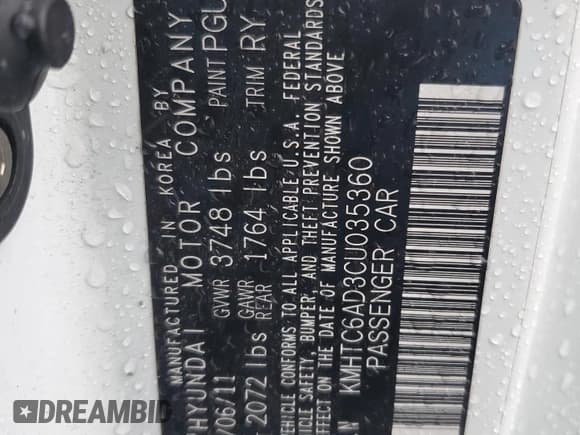 MANUFACTURED IN KOREA BY
HYUNDAI MOTOR COMPANY
/06/11 GVWR 3748 lbs PAINT PGU
2072 lbs GAWR REAR 1764 lbs TRIM RY
VEHICLE CONFORMS TO ALL APPLICABLE U.S.A. FEDERAL
VEHICLE SAFETY, BUMPER, AND THEFT PREVENTION STANDARDS
EFFECT ON THE DATE OF MANUFACTURE SHOWN ABOVE
KMHTC6AD3CU035360
PASSENGER CAR
DREAMBID